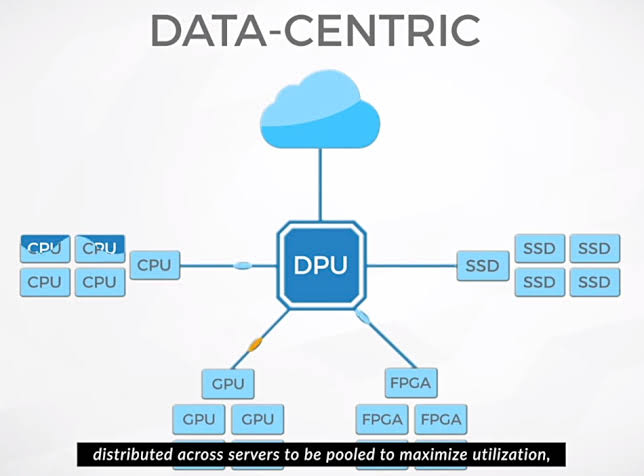 DATA-CENTRIC
DPU
CPU CPU
CPU
CPU CPU
SSD
SSD SSD
SSD SSD
GPU
GPU GPU
FPGA
FPGA FPGA
distributed across servers to be pooled to maximize utilization,